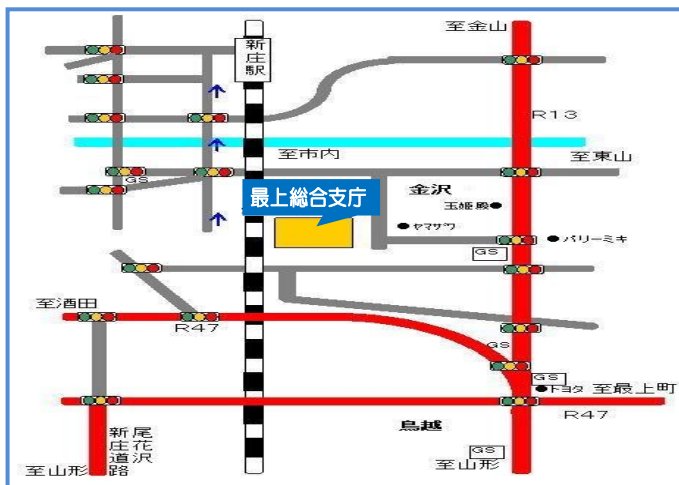 至金山
新庄駅
R13
至市内
至東山
GS
金沢
最上総合支庁
玉姫殿
ヤマザワ
パリーミキ
GS
至酒田
R47
GS
GS
トヨタ 至最上町
R47
鳥越
新庄道路
尾花沢
GS
至山形
至山形